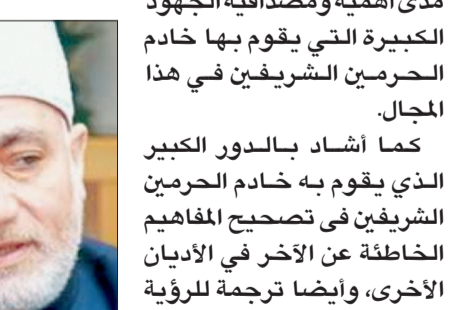 مدى أهمية ومصداقية الجهود
الكبيرة التي يقوم بها خادم
الحرمين الشريفين في هذا
المجال.
كما أشاد بالدور الكبير
الذي يقوم به خادم الحرمين
الشريفين فى تصحيح المفاهيم
الخاطئة عن الآخر في الأديان
الأخرى، وأيضا ترجمة للرؤية